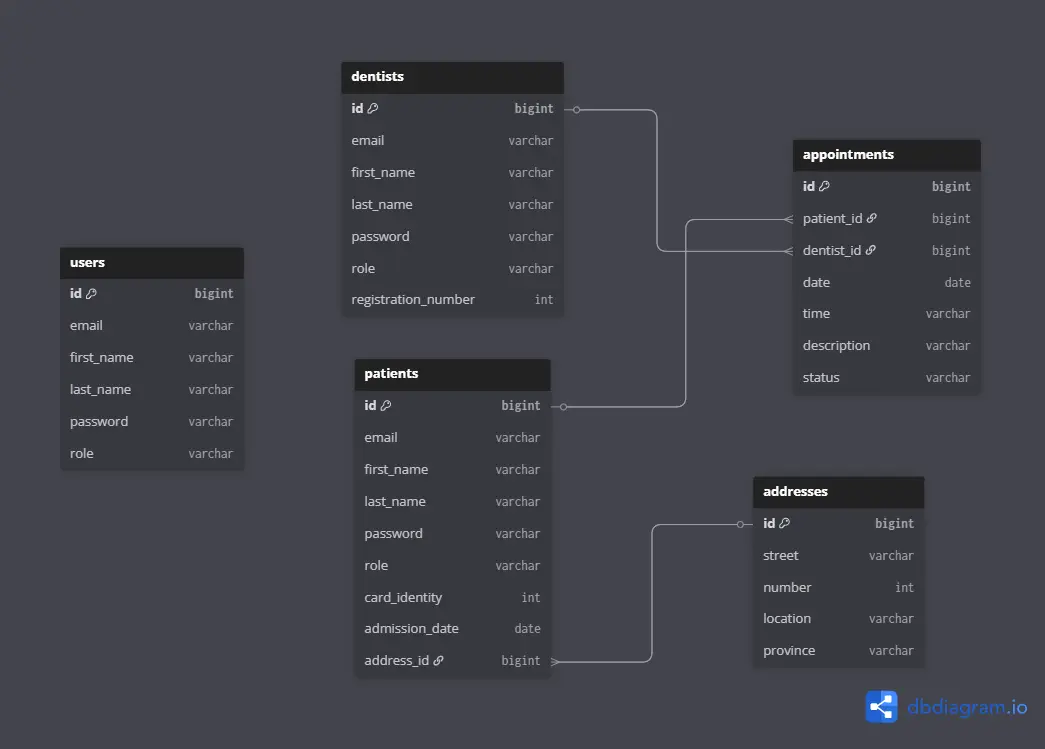 dentists
id bigint
email varchar
first_name varchar
last_name varchar
password varchar
role varchar
registration_number int
appointments
id bigint
patient_id bigint
dentist_id bigint
date date
time varchar
description varchar
status varchar
users
id bigint
email varchar
first_name varchar
last_name varchar
password varchar
role varchar
patients
id bigint
email varchar
first_name varchar
last_name varchar
password varchar
role varchar
card_identity int
admission_date date
address_id bigint
addresses
id bigint
street varchar
number int
location varchar
province varchar
dbdiagram.io